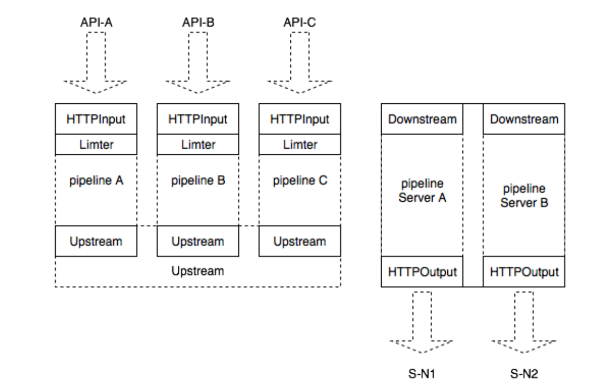 API-A API-B API-C
HTTPInput HTTPInput HTTPInput Downstream Downstream
Limter Limter Limter
pipeline A pipeline B pipeline C
pipeline
Server A
pipeline
Server B
Upstream Upstream Upstream
Upstream
HTTPOutput HTTPOutput
S-N1 S-N2